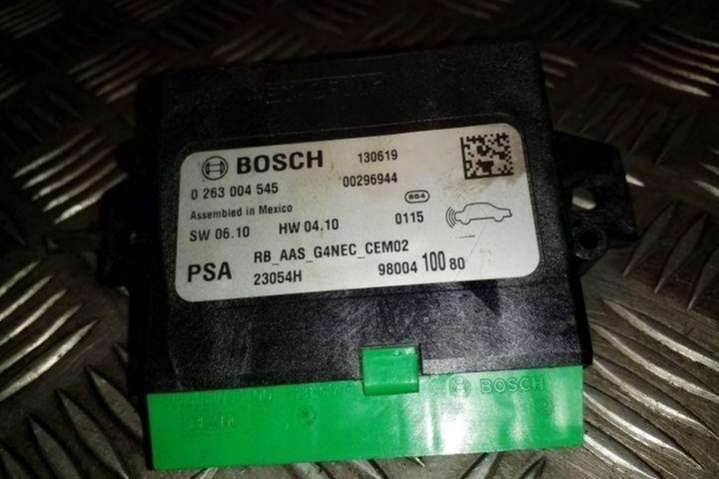 BOSCH 130619
0 263 004 545 00296944
Assembled in Mexico 864
SW 06.10 HW 04.10 0115
RB_AAS_G4NEC_CEM02
PSA 23054H 98004 100 80
BOSCH